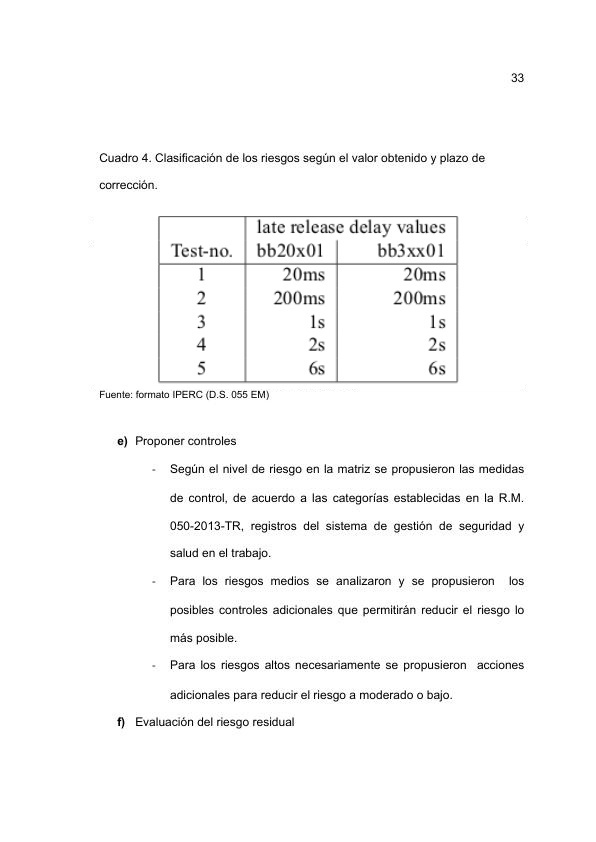 33
Cuadro 4. Clasificación de los riesgos según el valor obtenido y plazo de
corrección.
late release delay values
Test-no. bb20x01 bb3xx01
1 20ms 20ms
2 200ms 200ms
3 1s 1s
4 2s 2s
5 6s 6s
Fuente: formato IPERC (D.S. 055 EM)
e) Proponer controles
- Según el nivel de riesgo en la matriz se propusieron las medidas
de control, de acuerdo a las categorías establecidas en la R.M.
050-2013-TR, registros del sistema de gestión de seguridad y
salud en el trabajo.
- Para los riesgos medios se analizaron y se propusieron los
posibles controles adicionales que permitirán reducir el riesgo lo
más posible.
- Para los riesgos altos necesariamente se propusieron acciones
adicionales para reducir el riesgo a moderado o bajo.
f) Evaluación del riesgo residual